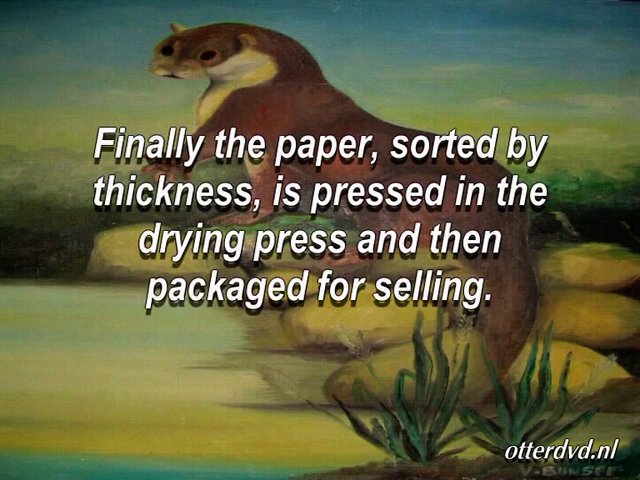 Finally the paper, sorted by
thickness, is pressed in the
drying press and then
packaged for selling.
otterdvd.nl